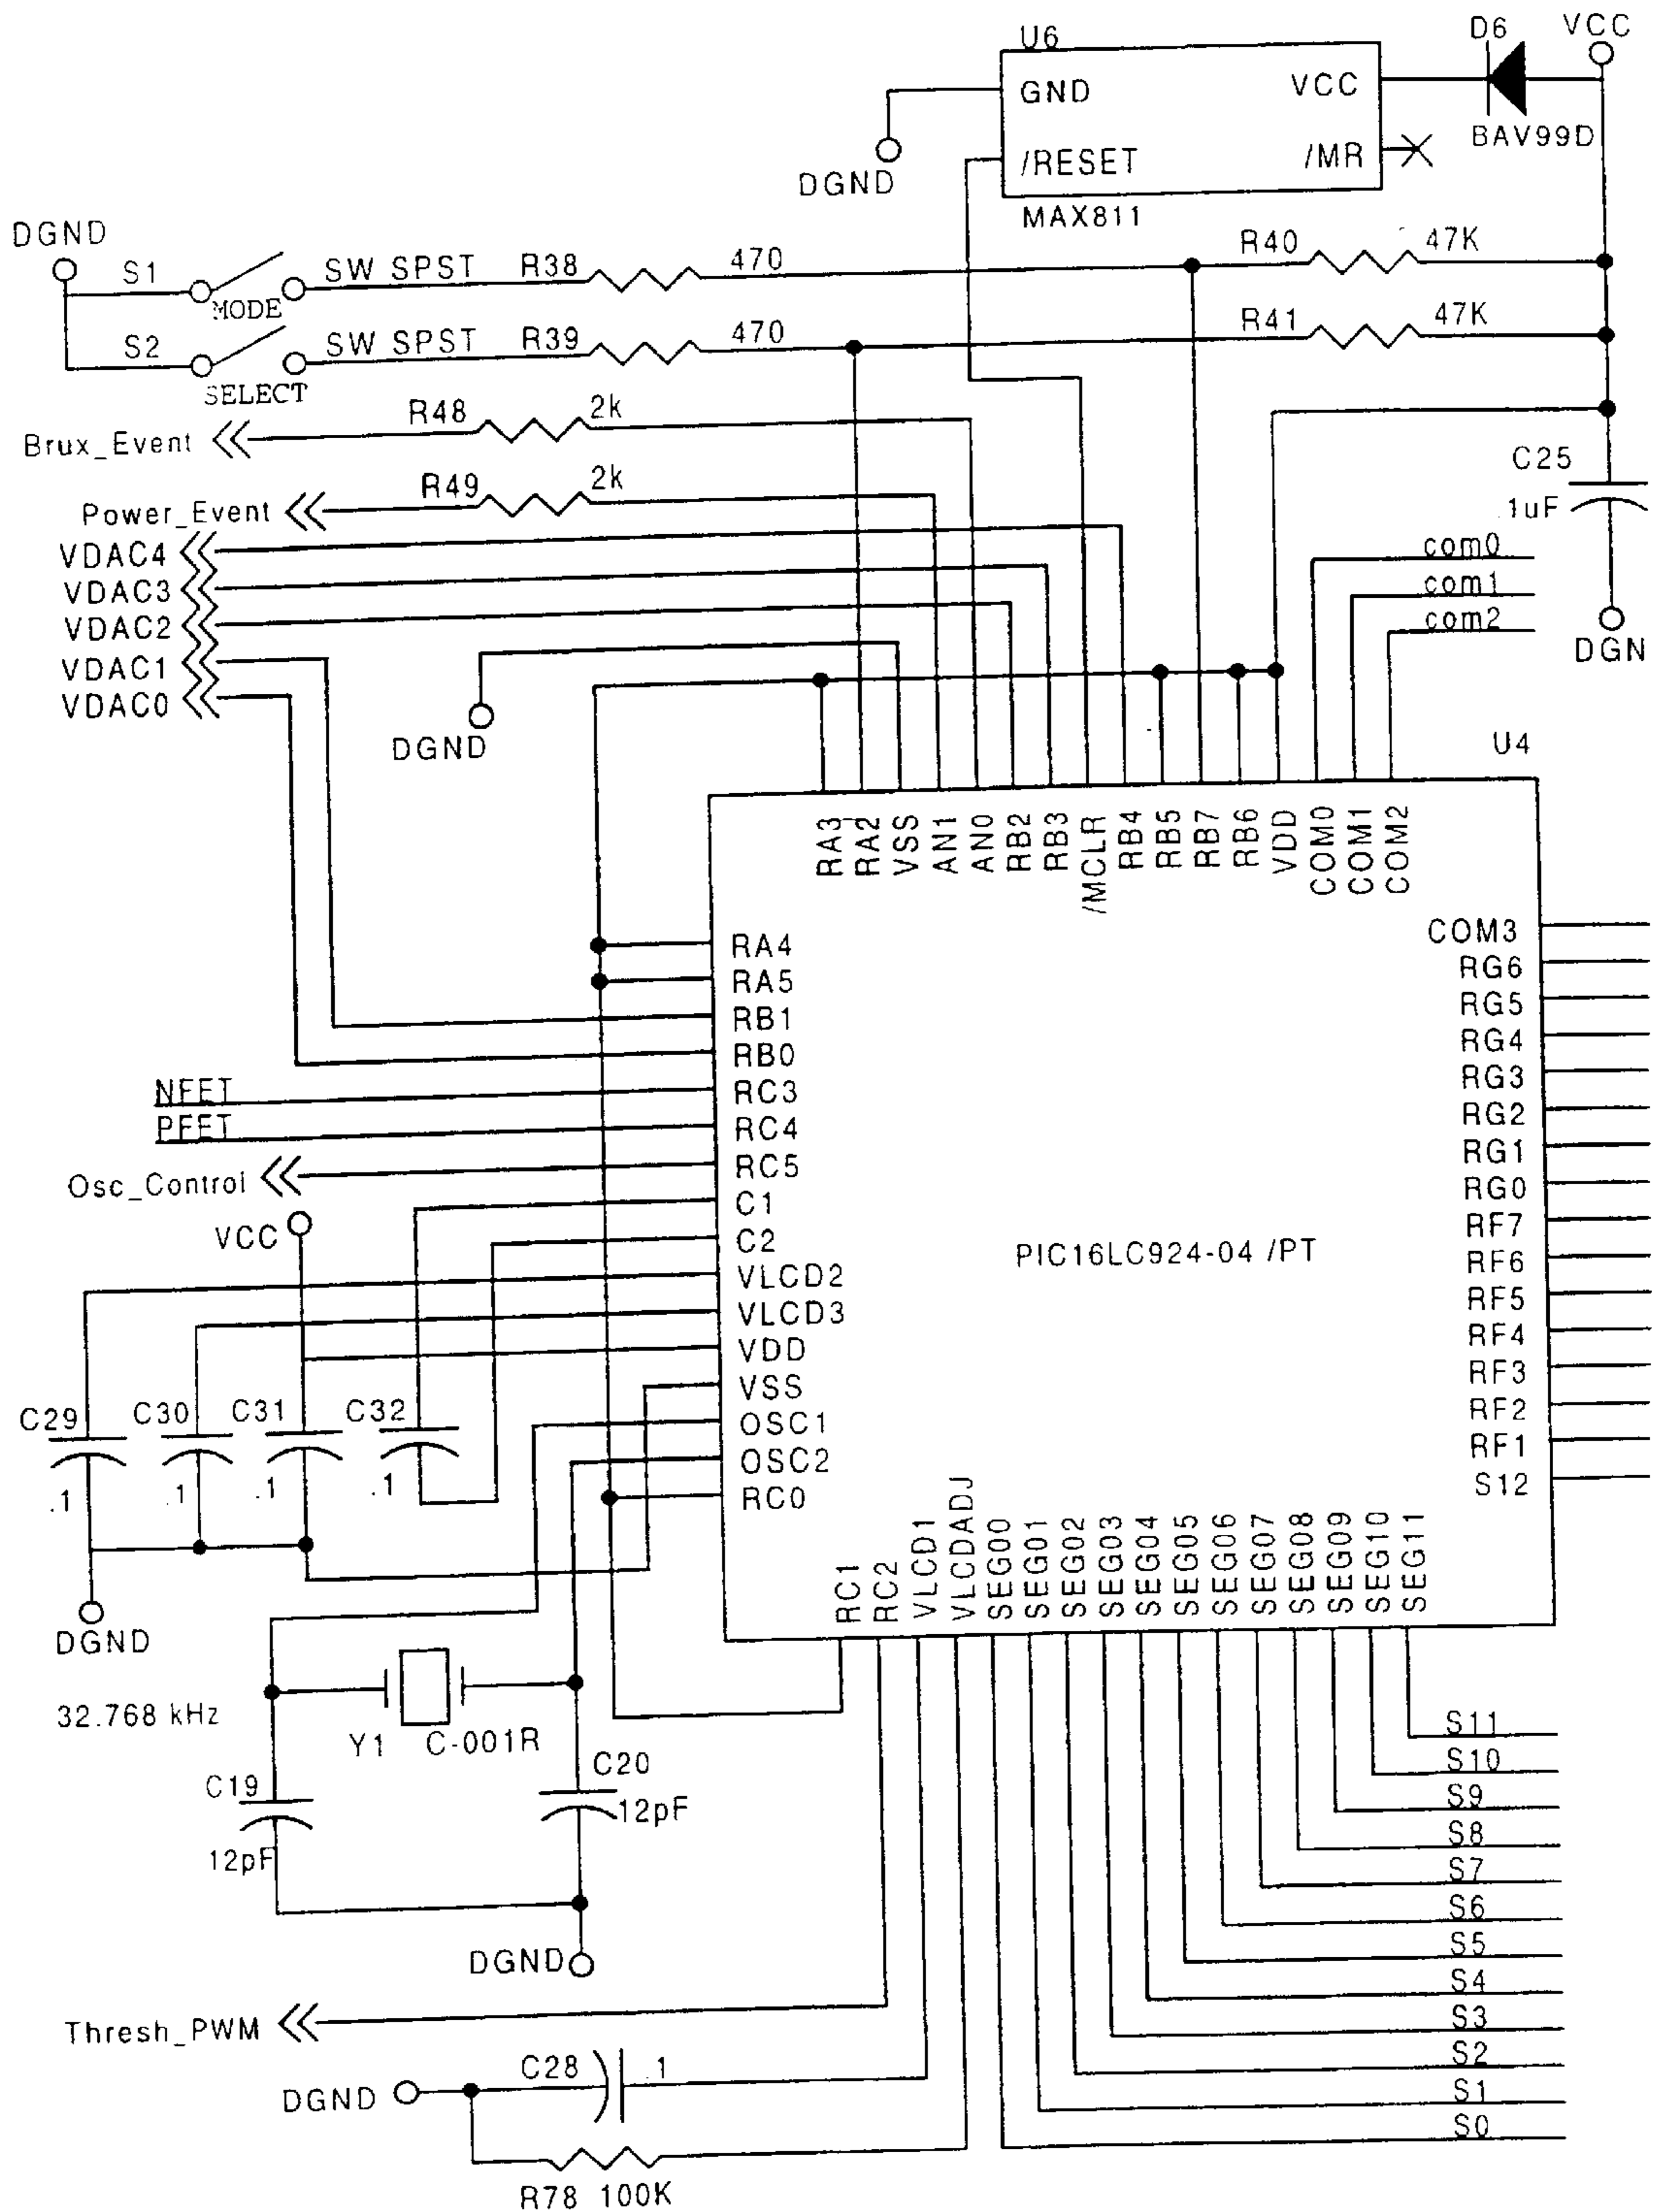 U6
D6
VCC
GND
VCC
BAV99D
/RESET
/MR
DGND
MAX811
DGND
S1
SW SPST
R38
470
R40
47K
MODE
S2
SW SPST
R39
470
R41
47K
SELECT
R48
2k
Brux_Event
C25
1uF
R49
2k
Power_Event
VDAC4
com0
VDAC3
com1
VDAC2
com2
VDAC1
DGN
VDAC0
DGND
U4
RA3
RA2
VSS
AN1
AN0
RB2
RB3
/MCLR
RB4
RB5
RB7
RB6
VDD
COM0
COM1
COM2
RA4
RA5
RB1
RB0
RC3
RC4
RC5
C1
C2
VLCD2
VLCD3
VDD
VSS
OSC1
OSC2
RC0
COM3
RG6
RG5
RG4
RG3
RG2
RG1
RG0
RF7
RF6
RF5
RF4
RF3
RF2
RF1
S12
NFET
PFET
Osc_Control
VCC
PIC16LC924-04 /PT
C29
C30
C31
C32
.1
.1
.1
.1
DGND
RC1
RC2
VLCD1
VLCDADJ
SEG00
SEG01
SEG02
SEG03
SEG04
SEG05
SEG06
SEG07
SEG08
SEG09
SEG10
SEG11
32.768 kHz
Y1
C-001R
C19
12pF
C20
12pF
DGND
S11
S10
S9
S8
S7
S6
S5
S4
S3
S2
S1
S0
Thresh_PWM
C28
.1
DGND
R78 100K